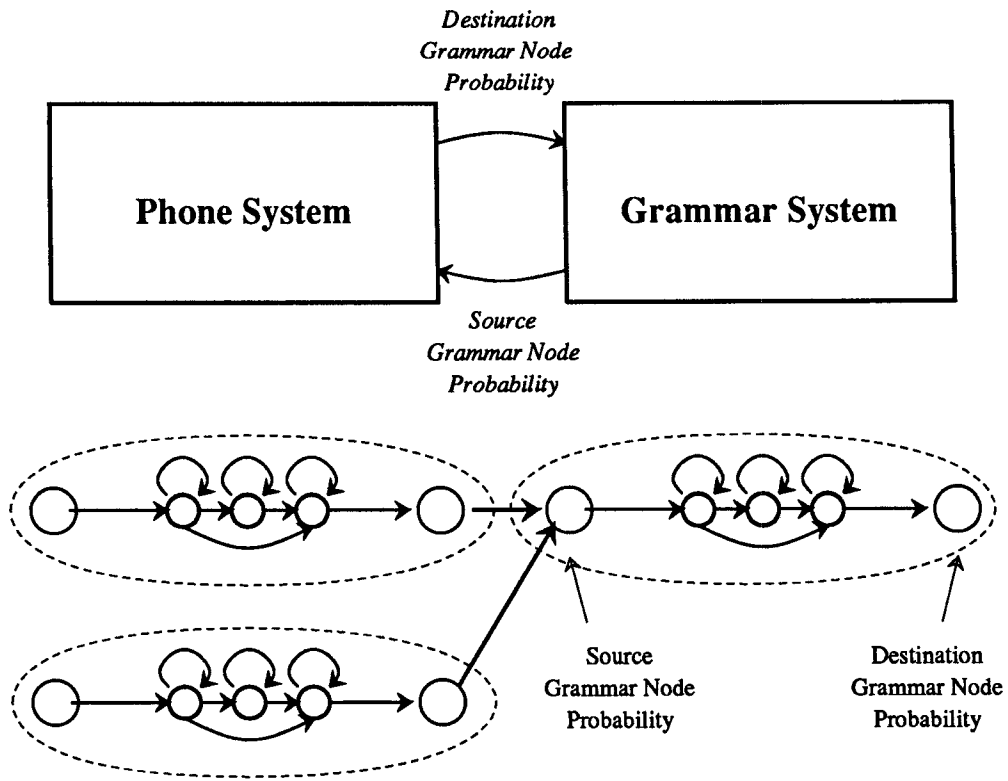 Destination
Grammar Node
Probability
Phone System
Grammar System
Source
Grammar Node
Probability
Source
Grammar Node
Probability
Destination
Grammar Node
Probability